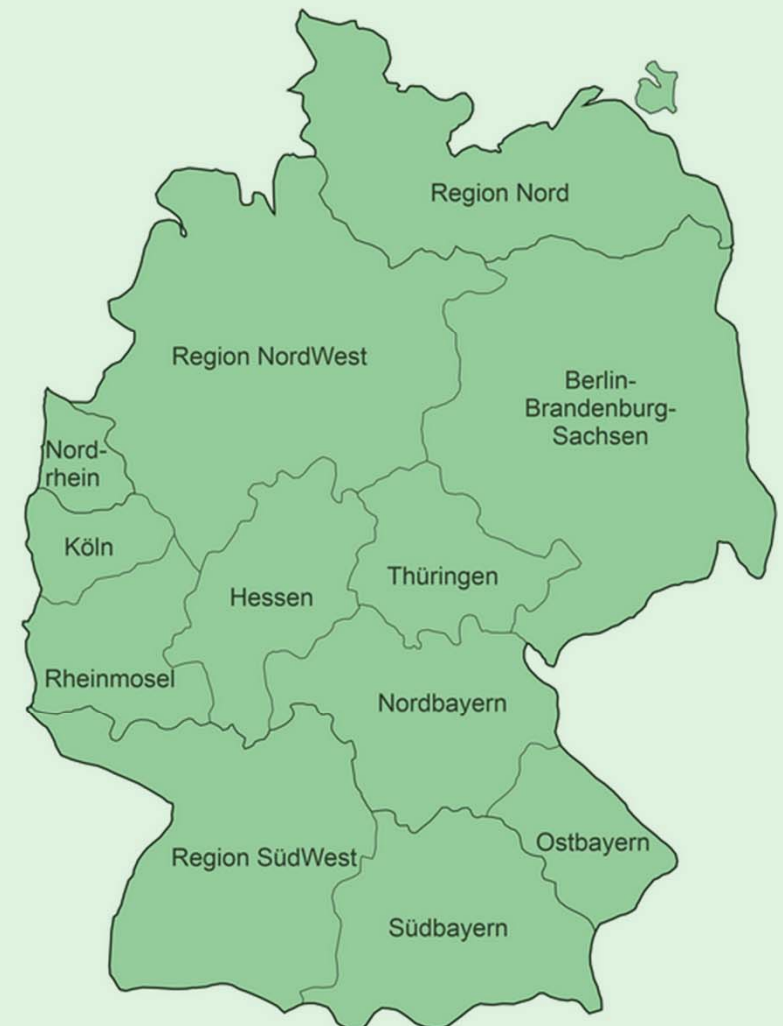 Region Nord
Region NordWest
Berlin-
Brandenburg-
Sachsen
Nord-
rhein
Köln
Thüringen
Hessen
Rheinmosel
Nordbayern
Ostbayern
Region SüdWest
Südbayern